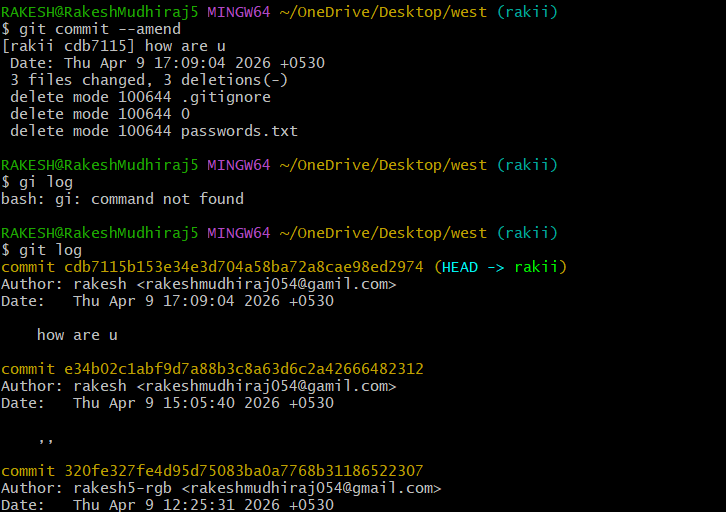 RAKESH@RakeshMudhiraj5 MINGW64 ~/OneDrive/Desktop/west (rakii)
$ git commit --amend
[rakii cdb7115] how are u
 Date: Thu Apr 9 17:09:04 2026 +0530
 3 files changed, 3 deletions(-)
 delete mode 100644 .gitignore
 delete mode 100644 0
 delete mode 100644 passwords.txt
RAKESH@RakeshMudhiraj5 MINGW64 ~/OneDrive/Desktop/west (rakii)
$ gi log
bash: gi: command not found
RAKESH@RakeshMudhiraj5 MINGW64 ~/OneDrive/Desktop/west (rakii)
$ git log
commit cdb7115b153e34e3d704a58ba72a8cae98ed2974 (HEAD -> rakii)
Author: rakesh <rakeshmudhiraj054@gamil.com>
Date:   Thu Apr 9 17:09:04 2026 +0530
    how are u
commit e34b02c1abf9d7a88b3c8a63d6c2a42666482312
Author: rakesh <rakeshmudhiraj054@gamil.com>
Date:   Thu Apr 9 15:05:40 2026 +0530
    ,,
commit 320fe327fe4d95d75083ba0a7768b31186522307
Author: rakesh5-rgb <rakeshmudhiraj054@gmail.com>
Date:   Thu Apr 9 12:25:31 2026 +0530